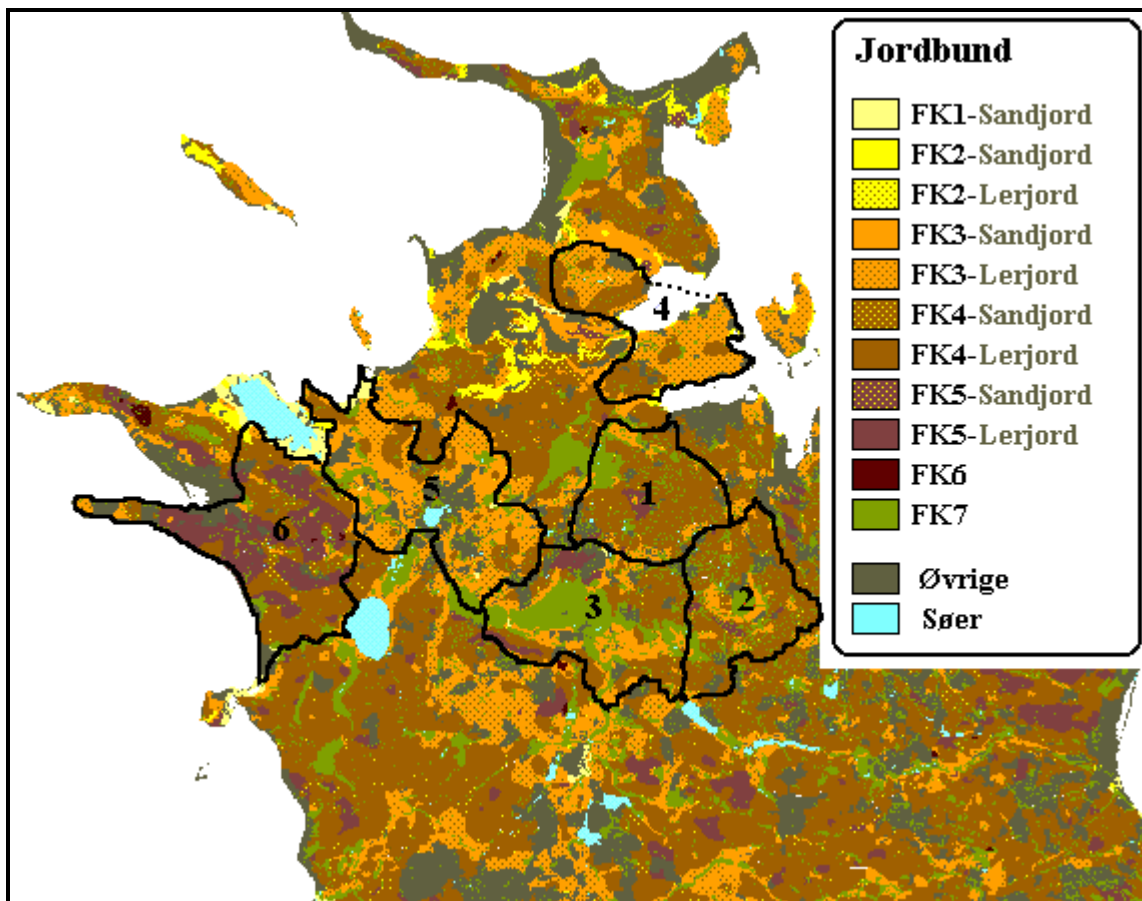 Jordbund
FK1-Sandjord
FK2-Sandjord
FK2-Lerjord
FK3-Sandjord
FK3-Lerjord
FK4-Sandjord
FK4-Lerjord
FK5-Sandjord
FK5-Lerjord
FK6
FK7
Øvrige
Søer
4
5
1
6
3
2